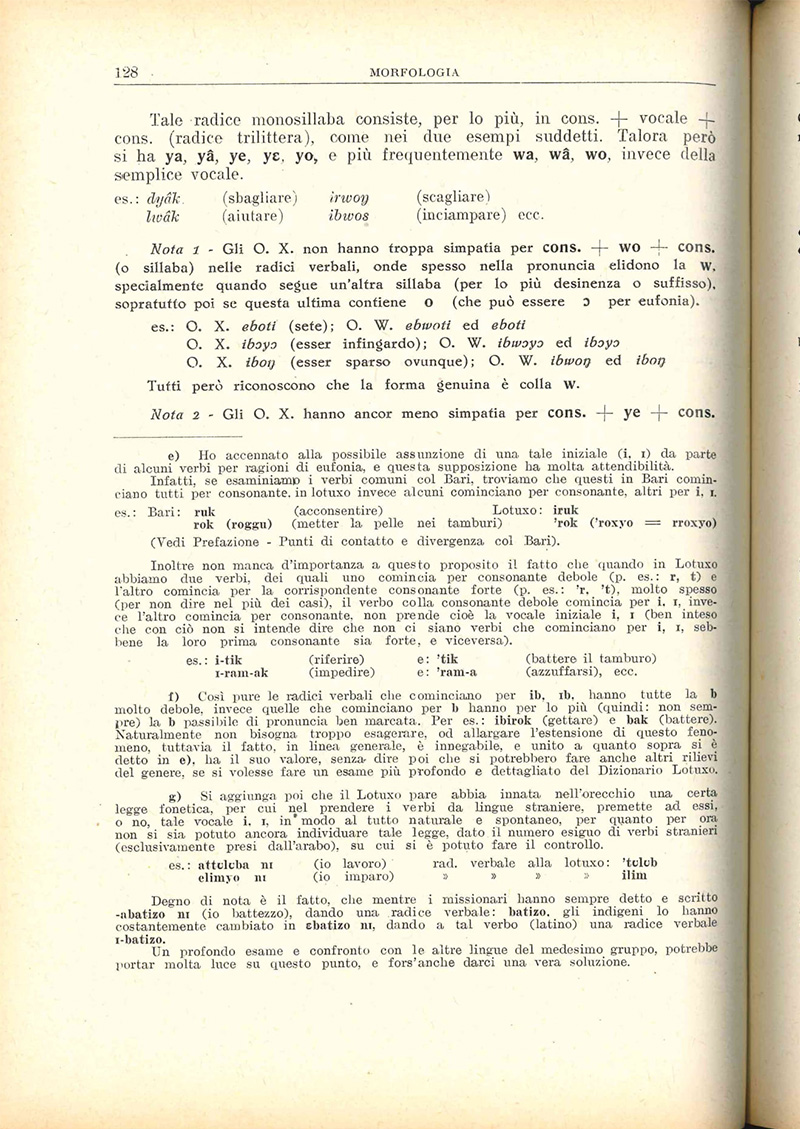 128 MORFOLOGIA
Tale radice monosillaba consiste, per lo più, in cons. + vocale +
cons. (radice trilittera), come nei due esempi suddetti. Talora però
si ha ya, yâ, ye, yε, yo, e più frequentemente wa, wâ, wo, invece della
semplice vocale.
es.: dyâk (sbagliare) irwoŋ (scagliare)
lwâk (aiutare) ibwos (inciampare) ecc.
Nota 1 - Gli O. X. non hanno troppa simpatia per cons. + wo + cons.
(o sillaba) nelle radici verbali, onde spesso nella pronuncia elidono la w,
specialmente quando segue un'altra sillaba (per lo più desinenza o suffisso),
sopratutto poi se questa ultima contiene o (che può essere ɔ per eufonia).
es.: O. X. eboti (sete); O. W. ebwoti ed eboti
O. X. ibɔyɔ (esser infingardo); O. W. ibwɔyɔ ed ibɔyɔ
O. X. iboŋ (esser sparso ovunque); O. W. ibwoŋ ed iboŋ
Tutti però riconoscono che la forma genuina è colla w.
Nota 2 - Gli O. X. hanno ancor meno simpatia per cons. + ye + cons.
e) Ho accennato alla possibile assunzione di una tale iniziale (i, ı) da parte
di alcuni verbi per ragioni di eufonia, e questa supposizione ha molta attendibilità.
Infatti, se esaminiamo i verbi comuni col Bari, troviamo che questi in Bari comin-
ciano tutti per consonante. in lotuxo invece alcuni cominciano per consonante, altri per i, ı.
es.: Bari: ruk (acconsentire) Lotuxo: iruk
rok (roggu) (metter la pelle nei tamburi) 'rok ('roxyo = rroxyo)
(Vedi Prefazione - Punti di contatto e divergenza col Bari).
Inoltre non manca d'importanza a questo proposito il fatto che quando in Lotuxo
abbiamo due verbi, dei quali uno comincia per consonante debole (p. es.: r, t) e
l'altro comincia per la corrispondente consonante forte (p. es.: 'r, 't), molto spesso
(per non dire nel più dei casi), il verbo colla consonante debole comincia per i, ı, inve-
ce l'altro comincia per consonante, non prende cioè la vocale iniziale i, ı (ben inteso
che con ciò non si intende dire che non ci siano verbi che cominciano per i, ı, seb-
bene la loro prima consonante sia forte, e viceversa).
es.: i-tik (riferire) e: 'tik (battere il tamburo)
ı-ram-ak (impedire) e: 'ram-a (azzuffarsi), ecc.
f) Così pure le radici verbali che cominciano per ib, ıb, hanno tutte la b
molto debole, invece quelle che cominciano per b hanno per lo più (quindi: non sem-
pre) la b passibile di pronuncia ben marcata. Per es.: ibirok (gettare) e bak (battere).
Naturalmente non bisogna troppo esagerare, od allargare l'estensione di questo feno-
meno, tuttavia il fatto, in linea generale, è innegabile, e unito a quanto sopra si è
detto in e), ha il suo valore, senza dire poi che si potrebbero fare anche altri rilievi
del genere, se si volesse fare un esame più profondo e dettagliato del Dizionario Lotuxo.
g) Si aggiunga poi che il Lotuxo pare abbia innata nell'orecchio una certa
legge fonetica, per cui nel prendere i verbi da lingue straniere, premette ad essi,
o no, tale vocale i. ı, in modo al tutto naturale e spontaneo, per quanto per ora
non si sia potuto ancora individuare tale legge, dato il numero esiguo di verbi stranieri
(esclusivamente presi dall'arabo), su cui si è potuto fare il controllo.
es.: attɛlɛba nı (io lavoro) rad. verbale alla lotuxo: 'tɛlɛb
elimyo nı (io imparo) » » » » ilim
Degno di nota è il fatto, che mentre i missionari hanno sempre detto e scritto
-abatizo nı (io battezzo), dando una radice verbale: batizo, gli indigeni lo hanno
costantemente cambiato in εbatizo nı, dando a tal verbo (latino) una radice verbale
ı-batizo.
Un profondo esame e confronto con le altre lingue del medesimo gruppo, potrebbe
portar molta luce su questo punto, e fors'anche darci una vera soluzione.